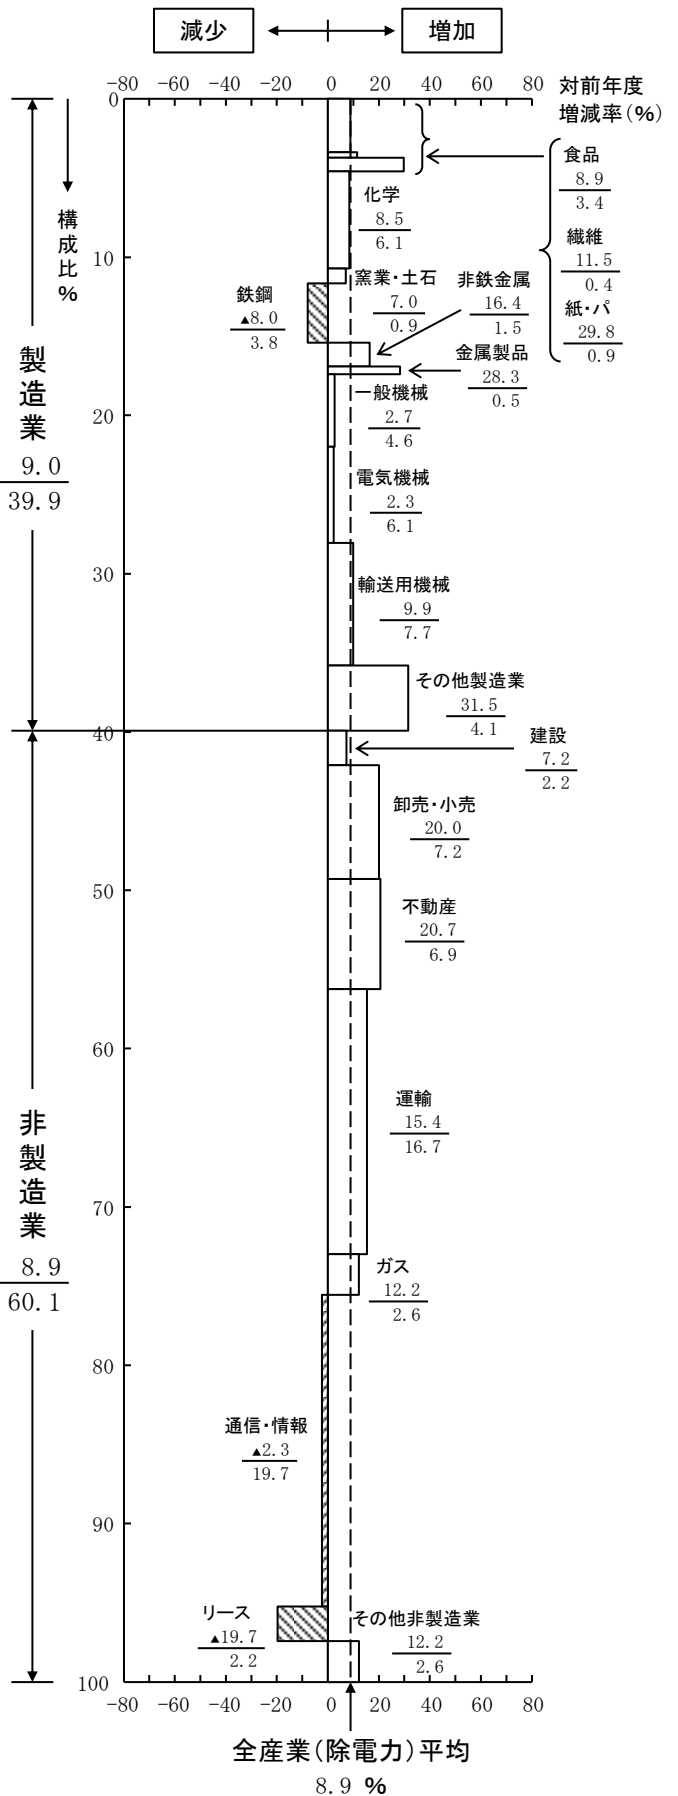 減少 増加
-80 -60 -40 -20 0 20 40 60 80
対前年度
増減率(%)
0
構成比%
食品
8.9
3.4
化学
8.5
6.1
繊維
11.5
0.4
10
窯業・土石
7.0
0.9
非鉄金属
16.4
1.5
鉄鋼
▲8.0
3.8
紙・パ
29.8
0.9
製造業
9.0
39.9
金属製品
28.3
0.5
一般機械
2.7
4.6
20
電気機械
2.3
6.1
30
輸送用機械
9.9
7.7
その他製造業
31.5
4.1
40
建設
7.2
2.2
卸売・小売
20.0
7.2
50
不動産
20.7
6.9
60
運輸
15.4
16.7
非製造業
8.9
60.1
70
ガス
12.2
2.6
80
通信・情報
▲2.3
19.7
90
リース
▲19.7
2.2
その他非製造業
12.2
2.6
100
-80 -60 -40 -20 0 20 40 60 80
全産業(除電力)平均
8.9 %